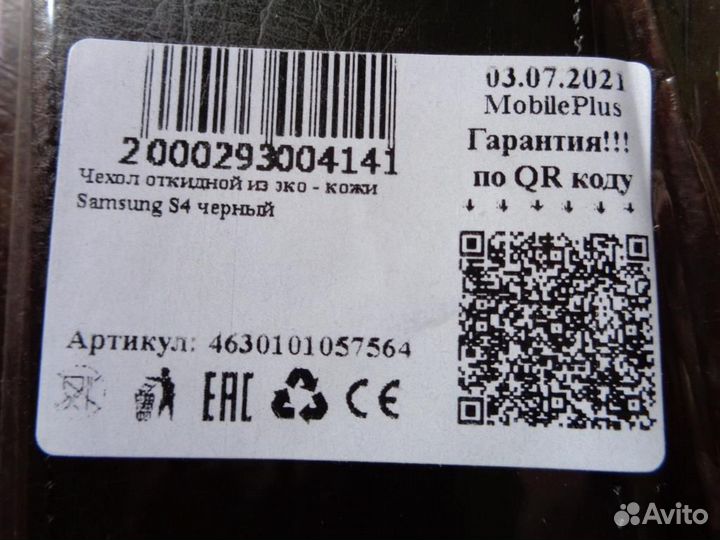 2000293004141
Чехол откидной из эко - кожи
Samsung S4 черный
03.07.2021
MobilePlus
Гарантия!!!
по QR коду
Артикул: 4630101057564
EAC
CE
Avito